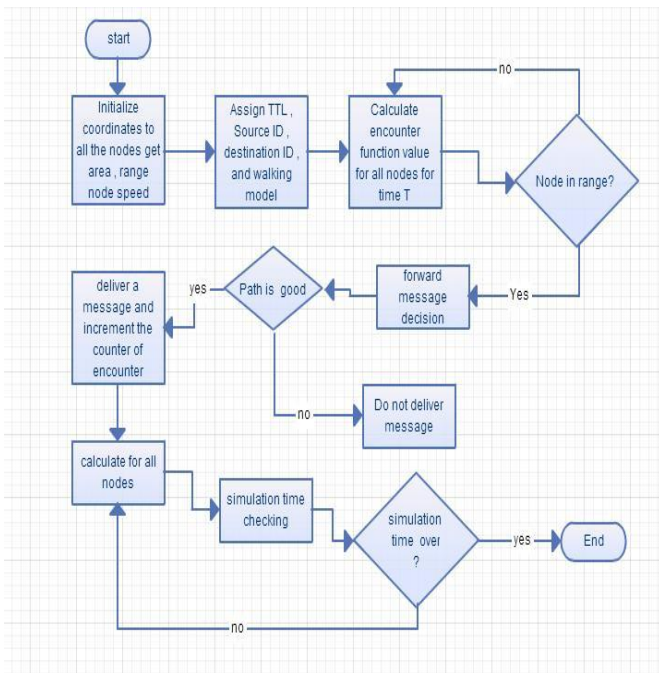 start
no
Initialize
coordinates to
all the nodes get
area , range
node speed
Assign TTL ,
Source ID ,
destination ID ,
and walking
model
Calculate
encounter
function value
for all nodes for
time T
Node in range?
deliver a
message and
increment the
counter of
encounter
yes
Path is good
forward
message
decision
Yes
no
Do not deliver
message
calculate for all
nodes
simulation time
checking
simulation
time over
?
yes
End
no